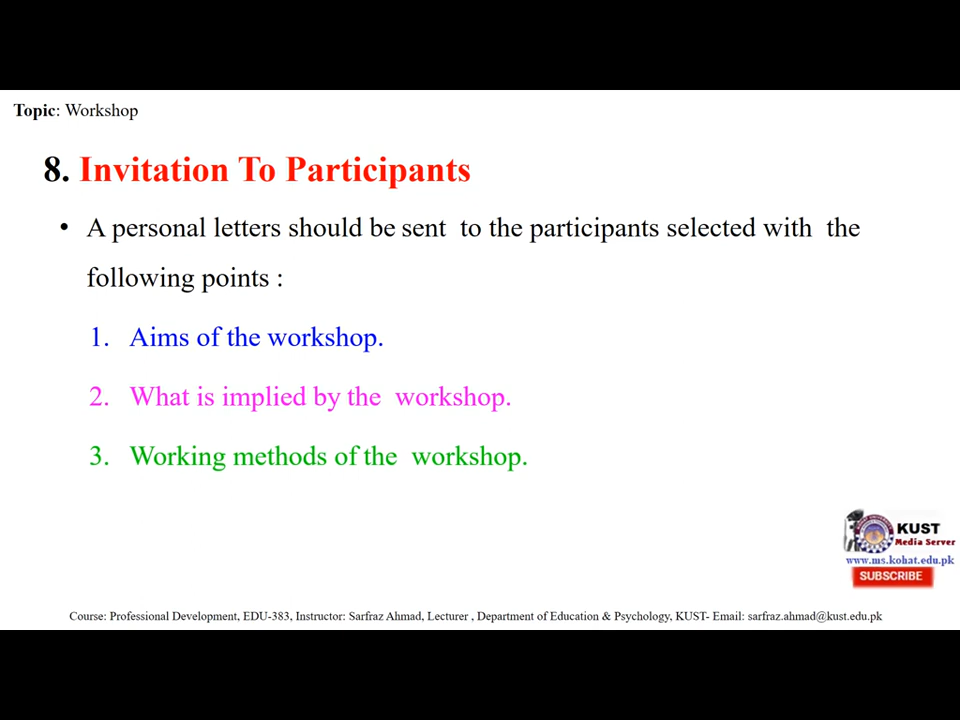 Topic: Workshop
8. Invitation To Participants
• A personal letters should be sent to the participants selected with the
following points :
1. Aims of the workshop.
2. What is implied by the workshop.
3. Working methods of the workshop.
KUST
Media Server
www.ms.kohat.edu.pk
SUBSCRIBE
Course: Professional Development, EDU-383, Instructor: Sarfraz Ahmad, Lecturer , Department of Education & Psychology, KUST- Email: sarfraz.ahmad@kust.edu.pk